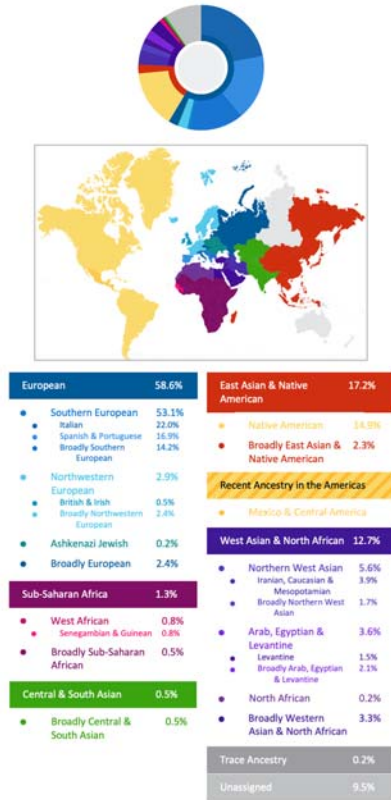 European 58.6%
Southern European 53.1%
Italian 22.0%
Spanish & Portuguese 16.9%
Broadly Southern 14.2%
European
Northwestern 2.9%
European
British & Irish 0.5%
Broadly Northwestern 2.4%
European
Ashkenazi Jewish 0.2%
Broadly European 2.4%
Sub-Saharan Africa 1.3%
West African 0.8%
Senegambian & Guinean 0.8%
Broadly Sub-Saharan 0.5%
African
Central & South Asian 0.5%
Broadly Central & 0.5%
South Asian
East Asian & Native 17.2%
American
Native American 14.9%
Broadly East Asian & 2.3%
Native American
Recent Ancestry in the Americas
Mexico & Central America
West Asian & North African 12.7%
Northern West Asian 5.6%
Iranian, Caucasian & 3.9%
Mesopotamian
Broadly Northern West 1.7%
Asian
Arab, Egyptian & 3.6%
Levantine
Levantine 1.5%
Broadly Arab, Egyptian 2.1%
& Levantine
North African 0.2%
Broadly Western 3.3%
Asian & North African
Trace Ancestry 0.2%
Unassigned 9.5%